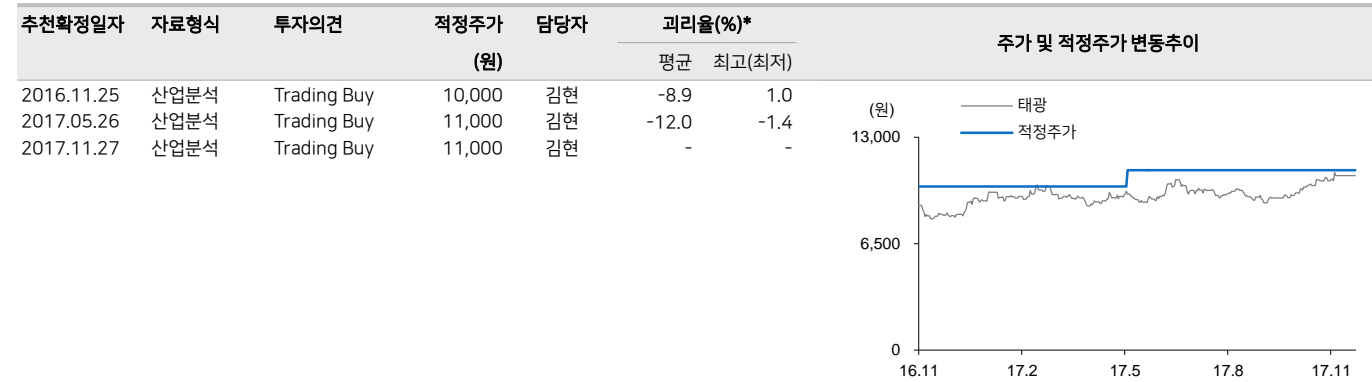 추천확정일자 자료형식 투자의견 적정주가 담당자 괴리율(%)* 주가 및 적정주가 변동추이
(원) 평균 최고(최저)
2016.11.25 산업분석 Trading Buy 10,000 김현 -8.9 1.0
2017.05.26 산업분석 Trading Buy 11,000 김현 -12.0 -1.4
2017.11.27 산업분석 Trading Buy 11,000 김현 - -
(원)
태광
적정주가
13,000
6,500
0
16.11 17.2 17.5 17.8 17.11